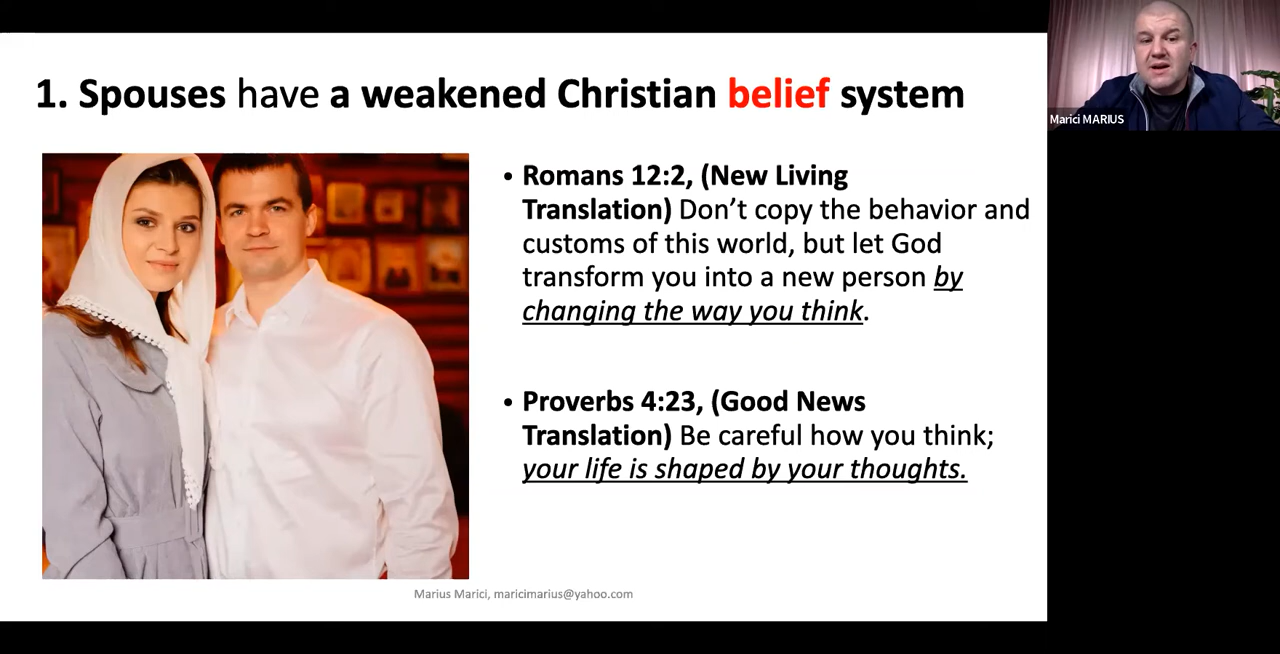 1. Spouses have a weakened Christian belief system
Marici MARIUS
• Romans 12:2, (New Living
Translation) Don’t copy the behavior and
customs of this world, but let God
transform you into a new person by
changing the way you think.
• Proverbs 4:23, (Good News
Translation) Be careful how you think;
your life is shaped by your thoughts.
Marius Marici, maricimarius@yahoo.com